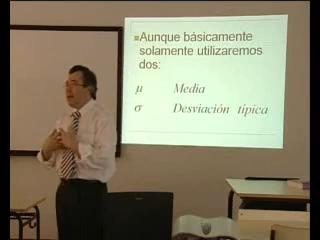 Aunque básicamente
solamente utilizaremos
dos:
μ Media
σ Desviación típica